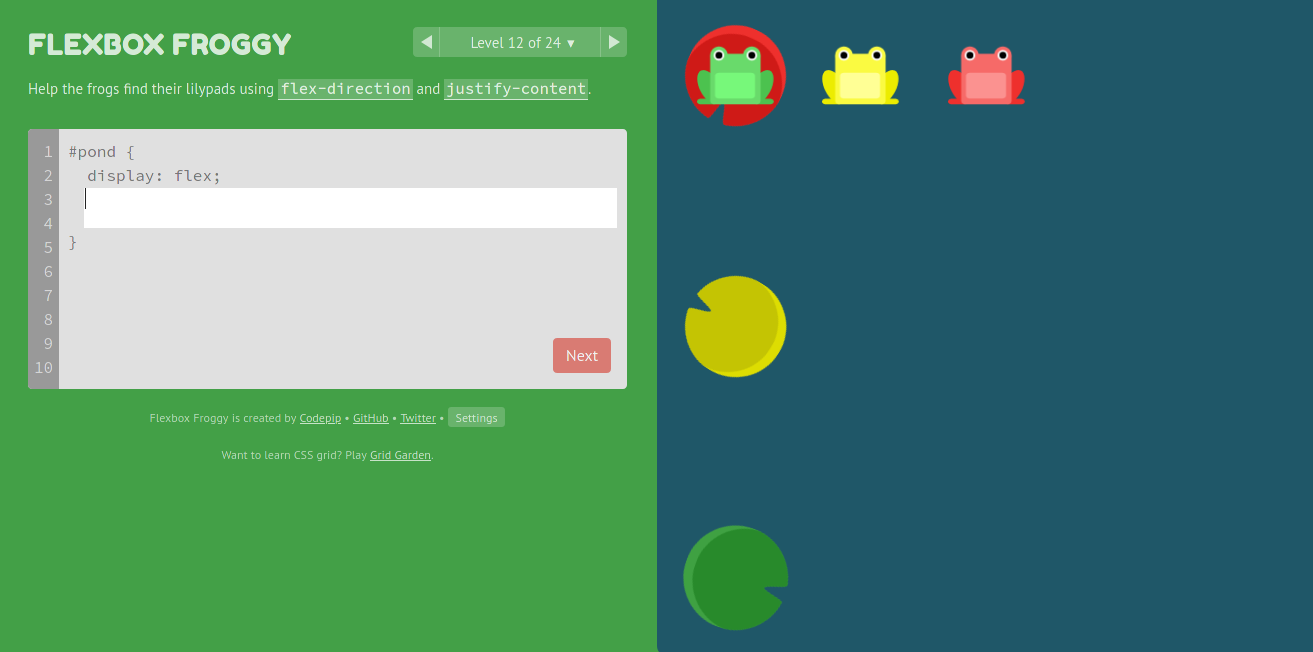 FLEXBOX FROGGY
◀ Level 12 of 24 ▼ ▶
Help the frogs find their lilypads using flex-direction and justify-content.
1 #pond {
2 display: flex;
3
4
5 }
6
7
8
9
10
Next
Flexbox Froggy is created by Codepip • GitHub • Twitter • Settings
Want to learn CSS grid? Play Grid Garden.